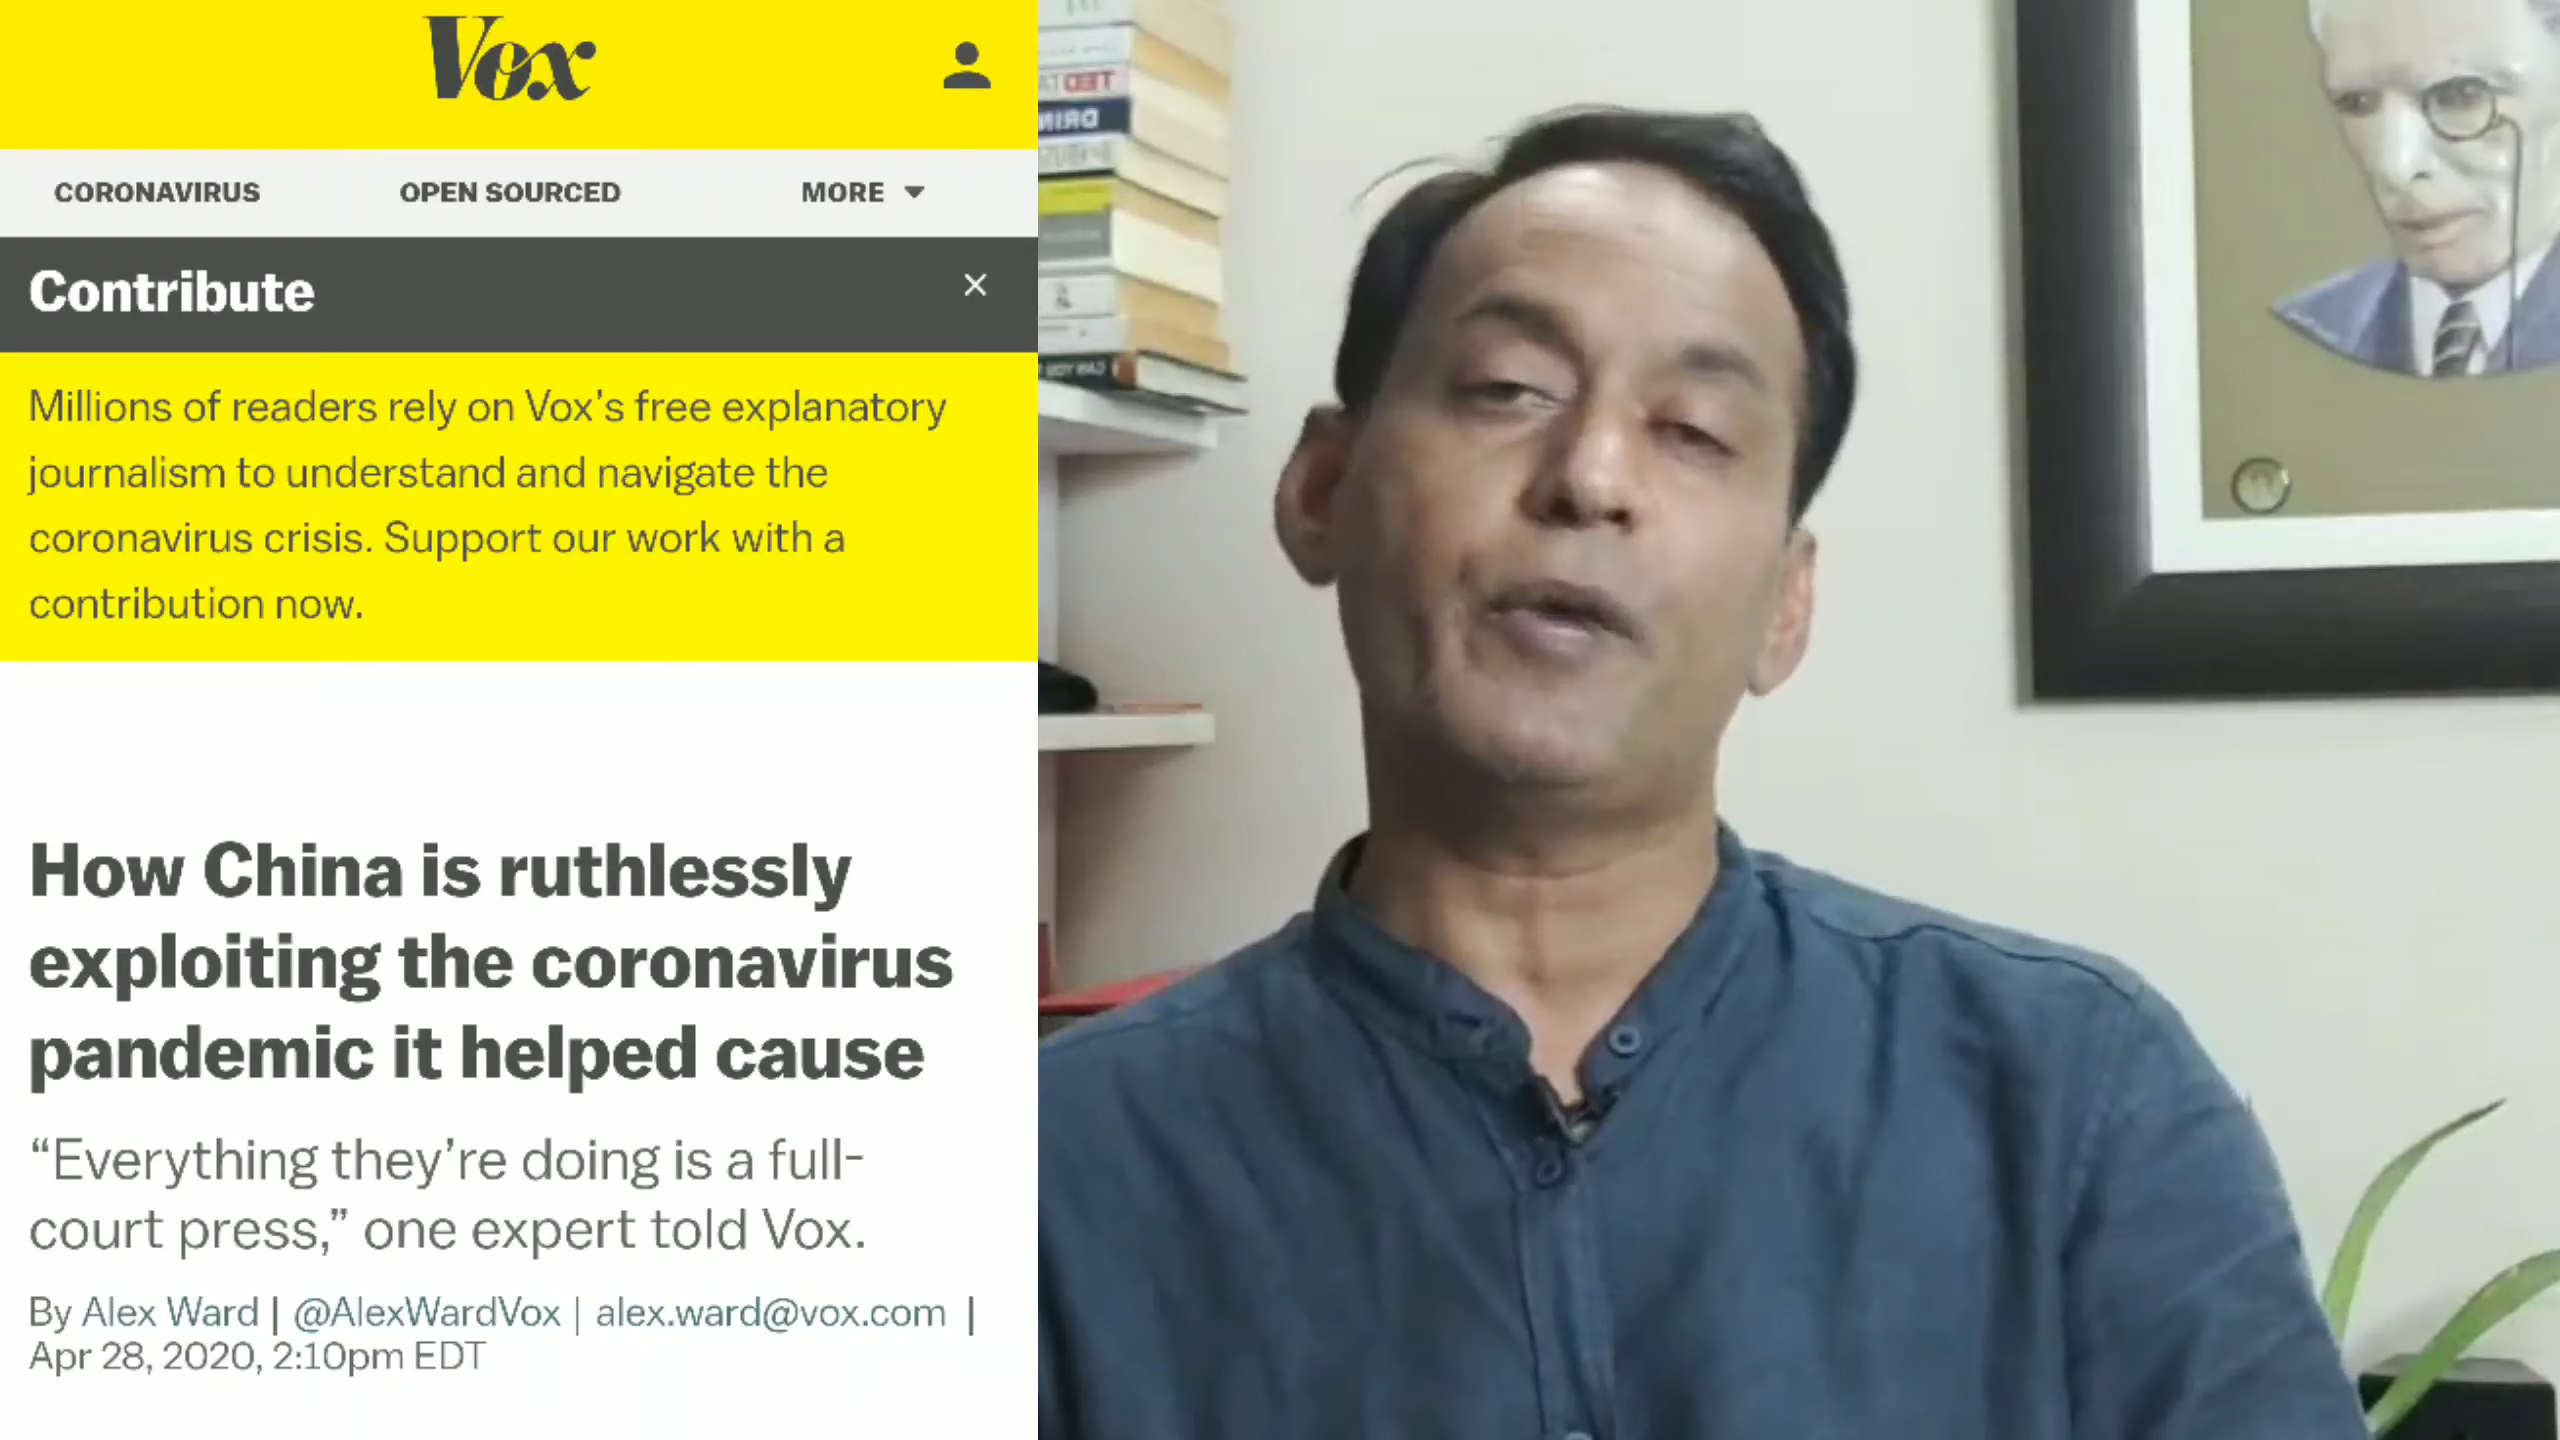 Vox
CORONAVIRUS OPEN SOURCED MORE
Contribute ×
Millions of readers rely on Vox’s free explanatory
journalism to understand and navigate the
coronavirus crisis. Support our work with a
contribution now.
How China is ruthlessly
exploiting the coronavirus
pandemic it helped cause
“Everything they’re doing is a full-
court press,” one expert told Vox.
By Alex Ward | @AlexWardVox | alex.ward@vox.com |
Apr 28, 2020, 2:10pm EDT
TED
CAN YOU